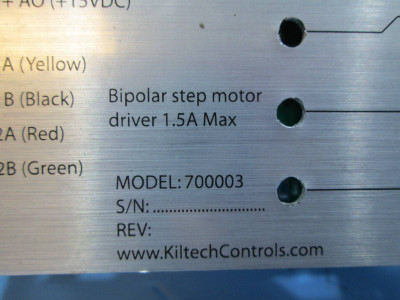 + AO (+15VDC)
A (Yellow)
B (Black)
2A (Red)
2B (Green)
Bipolar step motor
driver 1.5A Max
MODEL: 700003
S/N: ............................
REV:
www.KiltechControls.com